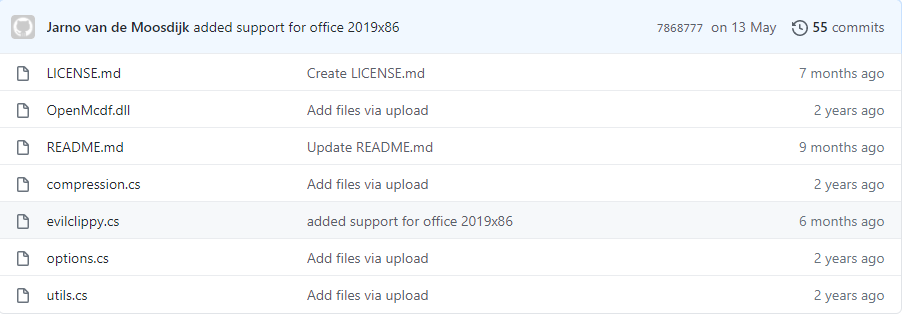 Jarno van de Moosdijk added support for office 2019x86 7868777 on 13 May 55 commits
LICENSE.md Create LICENSE.md 7 months ago
OpenMcdf.dll Add files via upload 2 years ago
README.md Update README.md 9 months ago
compression.cs Add files via upload 2 years ago
evilclippy.cs added support for office 2019x86 6 months ago
options.cs Add files via upload 2 years ago
utils.cs Add files via upload 2 years ago